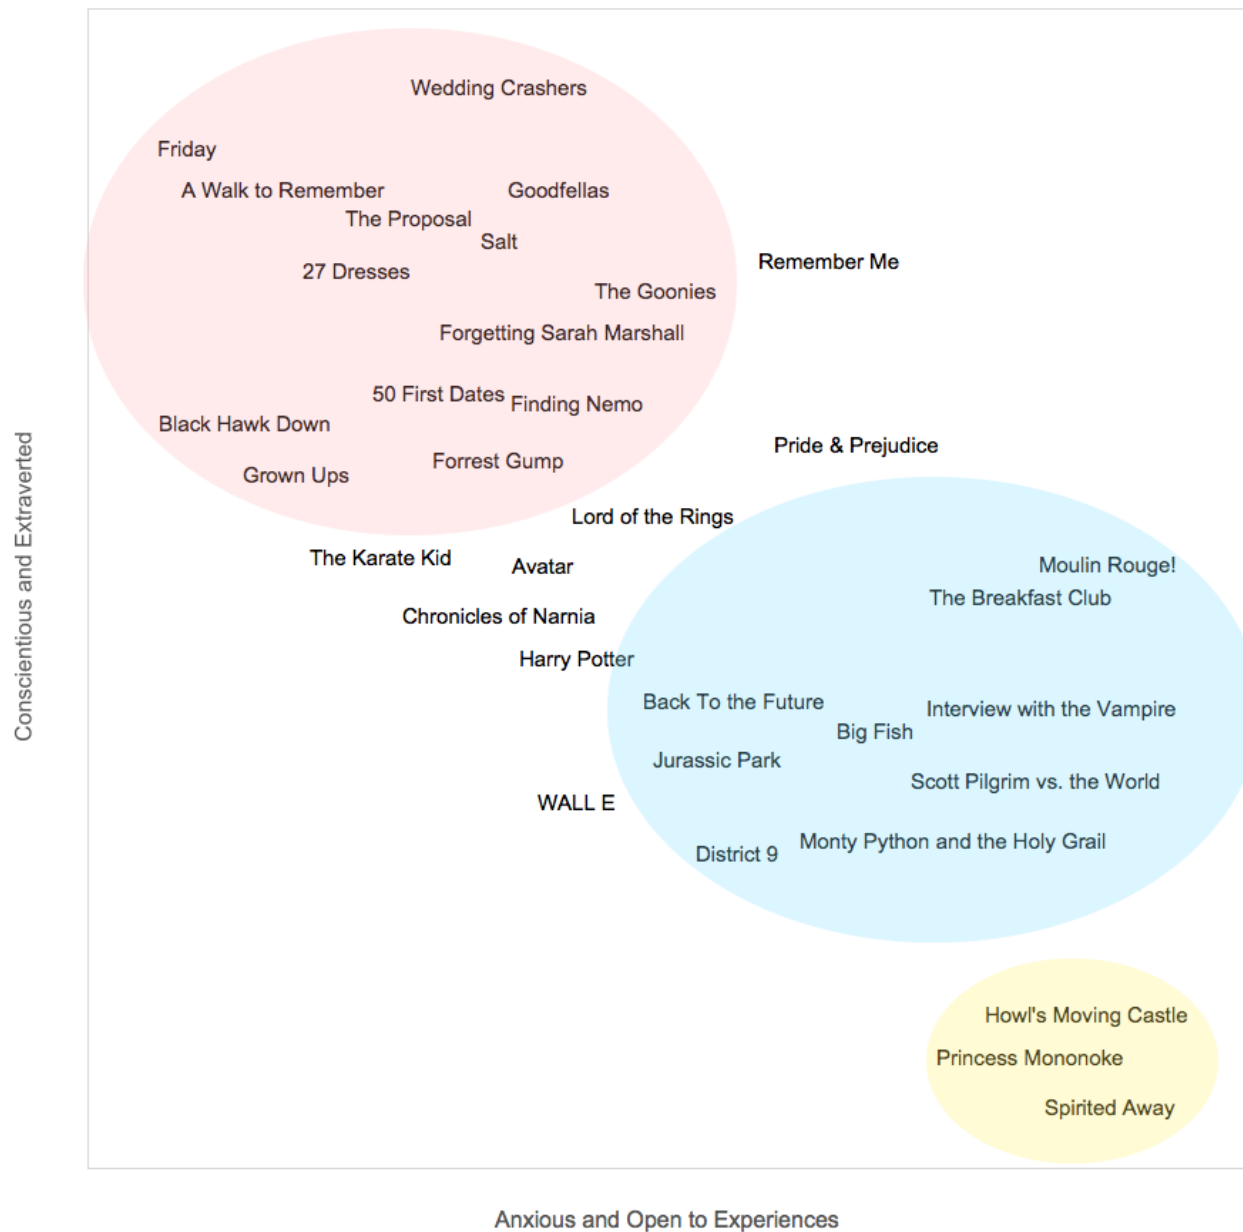 Wedding Crashers
Friday
A Walk to Remember
Goodfellas
The Proposal
Salt
Remember Me
27 Dresses
The Goonies
Forgetting Sarah Marshall
50 First Dates
Finding Nemo
Black Hawk Down
Pride & Prejudice
Forrest Gump
Grown Ups
Lord of the Rings
The Karate Kid
Avatar
Moulin Rouge!
The Breakfast Club
Chronicles of Narnia
Harry Potter
Back To the Future
Interview with the Vampire
Big Fish
Jurassic Park
Scott Pilgrim vs. the World
WALL E
Monty Python and the Holy Grail
District 9
Howl's Moving Castle
Princess Mononoke
Spirited Away
Conscientious and Extraverted
Anxious and Open to Experiences